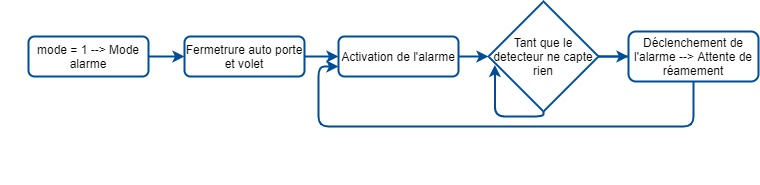 mode = 1 --> Mode
alarme
Fermetrure auto porte
et volet
Activation de l'alarme
Tant que le
detecteur ne capte
rien
Déclenchement de
l'alarme --> Attente de
réamement